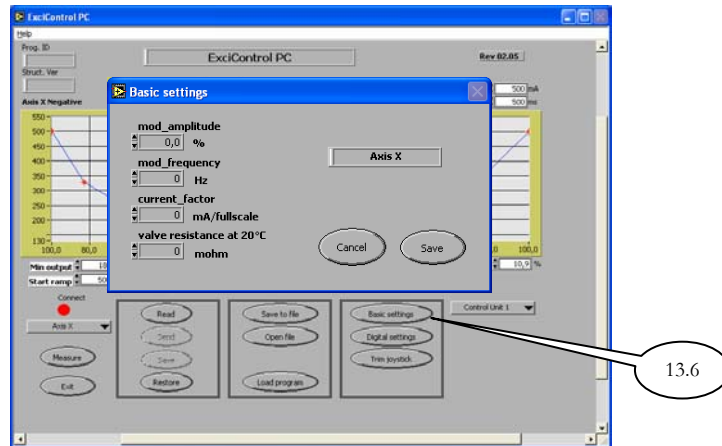 ExciControl PC
Help
Prog. ID
ExciControl PC
Rev 02.05
Struct. Ver
Basic settings
500 mA
500 ms
Axis X Negative
550
500
450
400
350
300
250
200
130
100,0 80,0
0 100,0
mod_amplitude
0,0 %
mod_frequency
0 Hz
current_factor
0 mA/fullscale
valve resistance at 20°C
0 mohm
Axis X
Cancel
Save
Min output
10,9 %
Start ramp
Connect
Axis X
Measure
Exit
Read
Send
Save
Restore
Save to file
Open file
Load program
Basic settings
Digital settings
Trim joystick
Control Unit 1
13.6